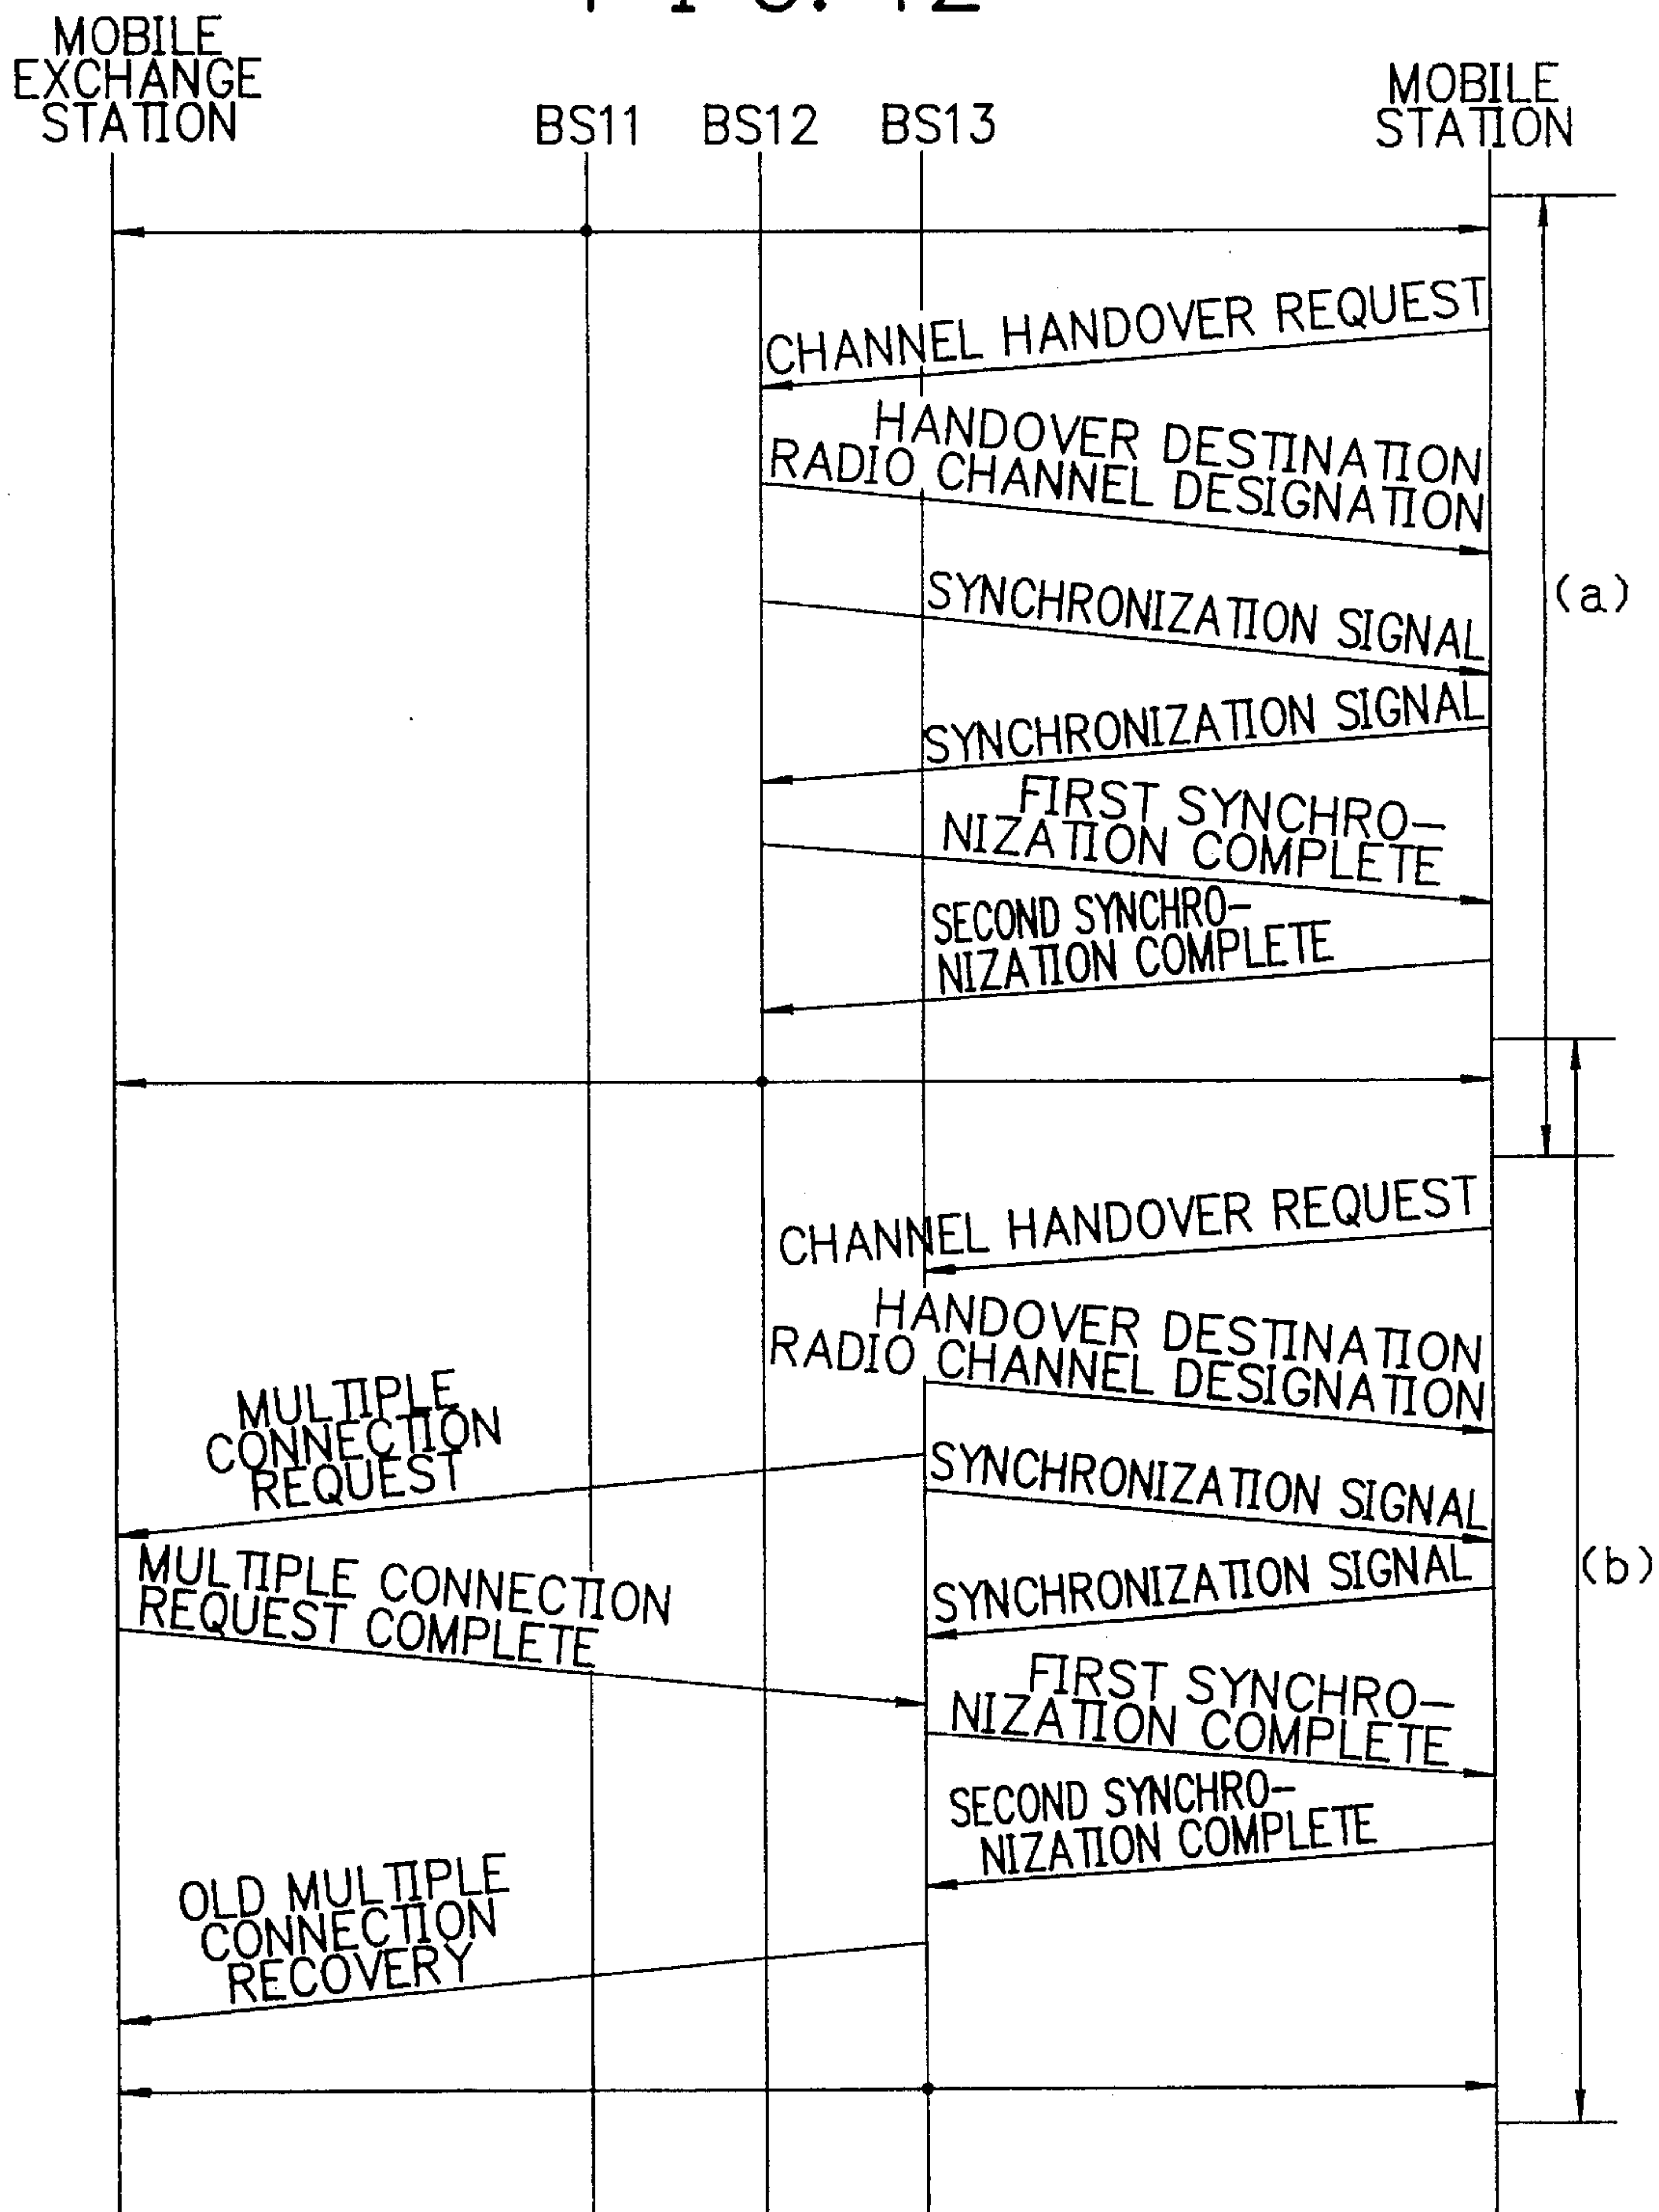 MOBILE
EXCHANGE
STATION
BS11
BS12
BS13
MOBILE
STATION
CHANNEL HANDOVER REQUEST
HANDOVER DESTINATION
RADIO CHANNEL DESIGNATION
SYNCHRONIZATION SIGNAL
(a)
SYNCHRONIZATION SIGNAL
FIRST SYNCHRO-
NIZATION COMPLETE
SECOND SYNCHRO-
NIZATION COMPLETE
CHANNEL HANDOVER REQUEST
HANDOVER DESTINATION
RADIO CHANNEL DESIGNATION
MULTIPLE
CONNECTION
REQUEST
SYNCHRONIZATION SIGNAL
MULTIPLE CONNECTION
REQUEST COMPLETE
SYNCHRONIZATION SIGNAL
(b)
FIRST SYNCHRO-
NIZATION COMPLETE
SECOND SYNCHRO-
NIZATION COMPLETE
OLD MULTIPLE
CONNECTION
RECOVERY